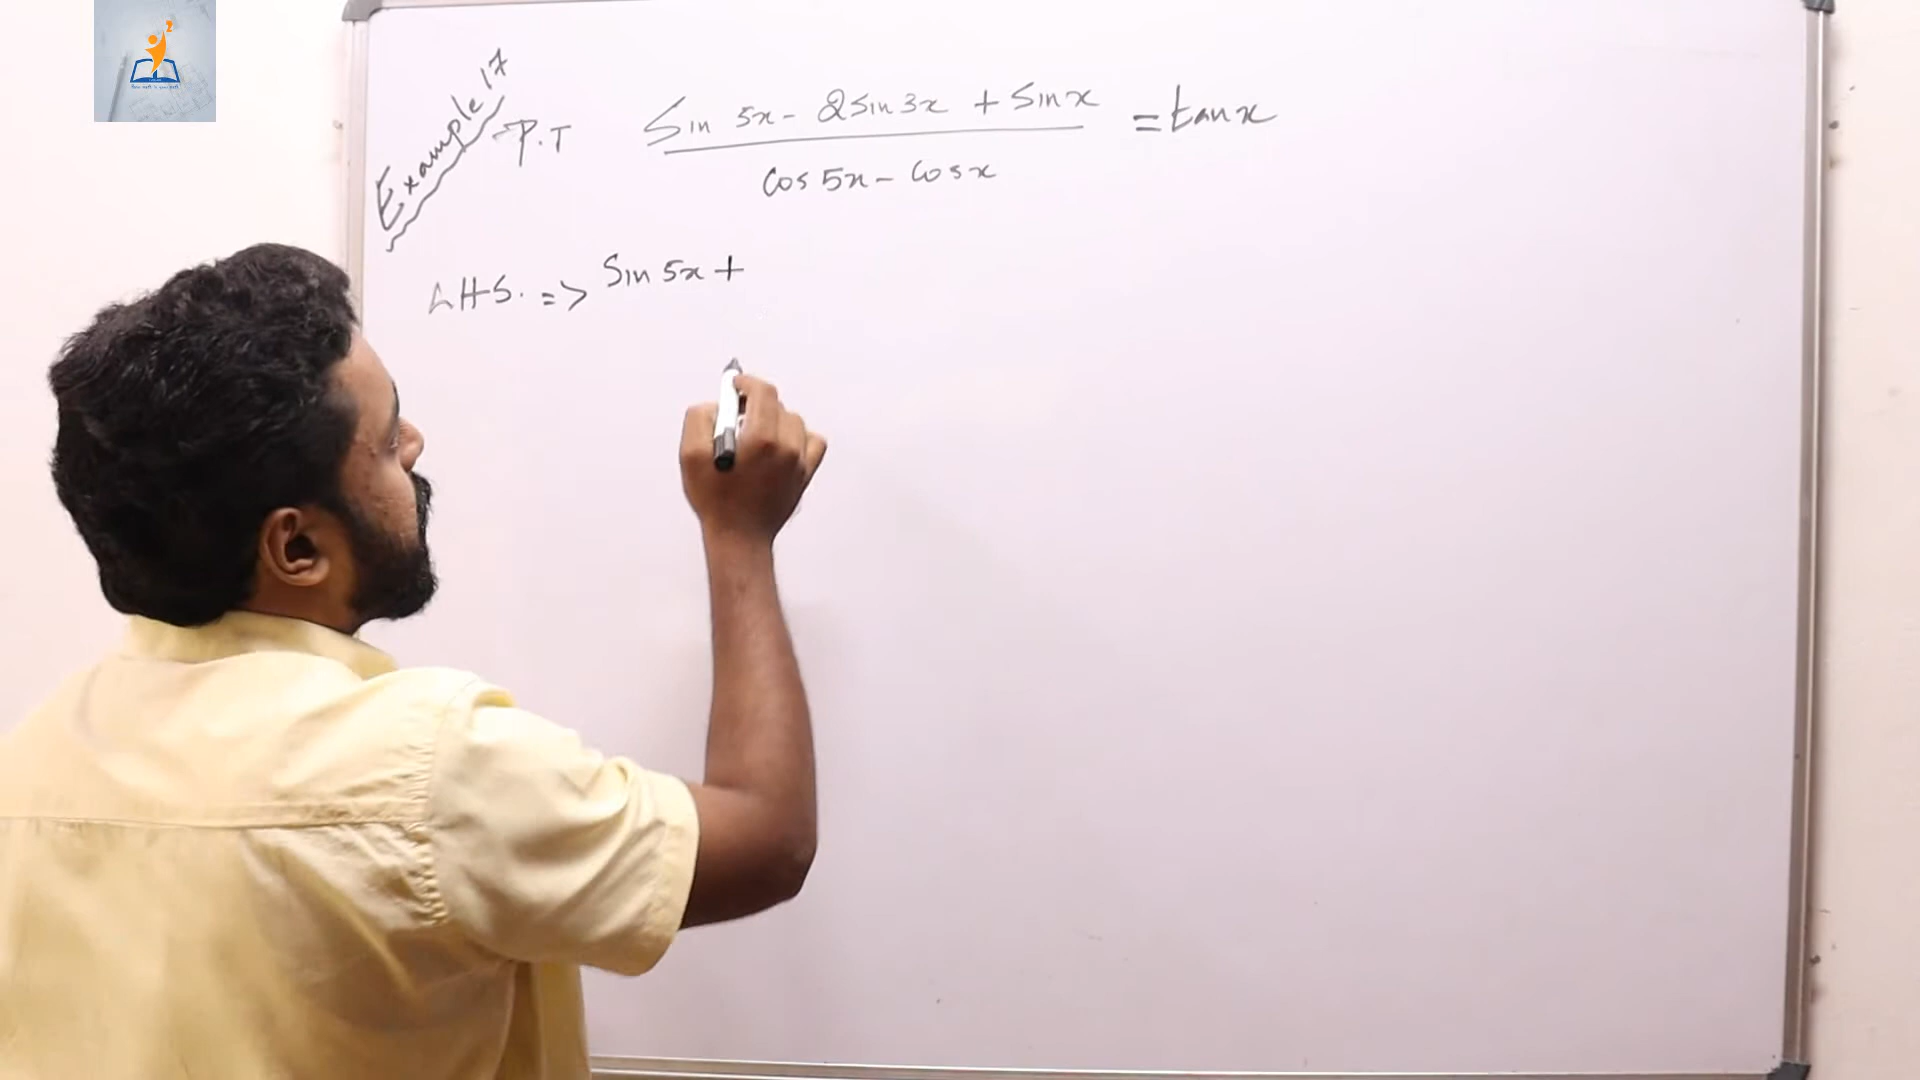 Example 17
P.T Sin 5x - 2Sin 3x + Sin x = tan x
Cos 5x - Cos x
LHS. => Sin 5x +